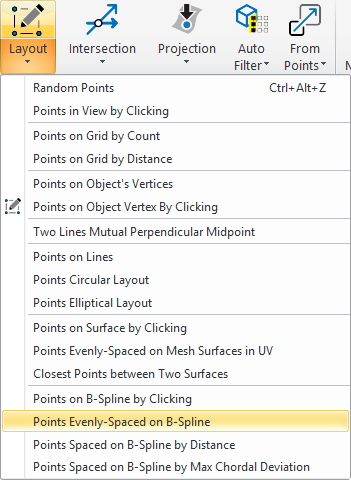 Layout Intersection Projection Auto Filter From Points
Random Points Ctrl+Alt+Z
Points in View by Clicking
Points on Grid by Count
Points on Grid by Distance
Points on Object's Vertices
Points on Object Vertex By Clicking
Two Lines Mutual Perpendicular Midpoint
Points on Lines
Points Circular Layout
Points Elliptical Layout
Points on Surface by Clicking
Points Evenly-Spaced on Mesh Surfaces in UV
Closest Points between Two Surfaces
Points on B-Spline by Clicking
Points Evenly-Spaced on B-Spline
Points Spaced on B-Spline by Distance
Points Spaced on B-Spline by Max Chordal Deviation